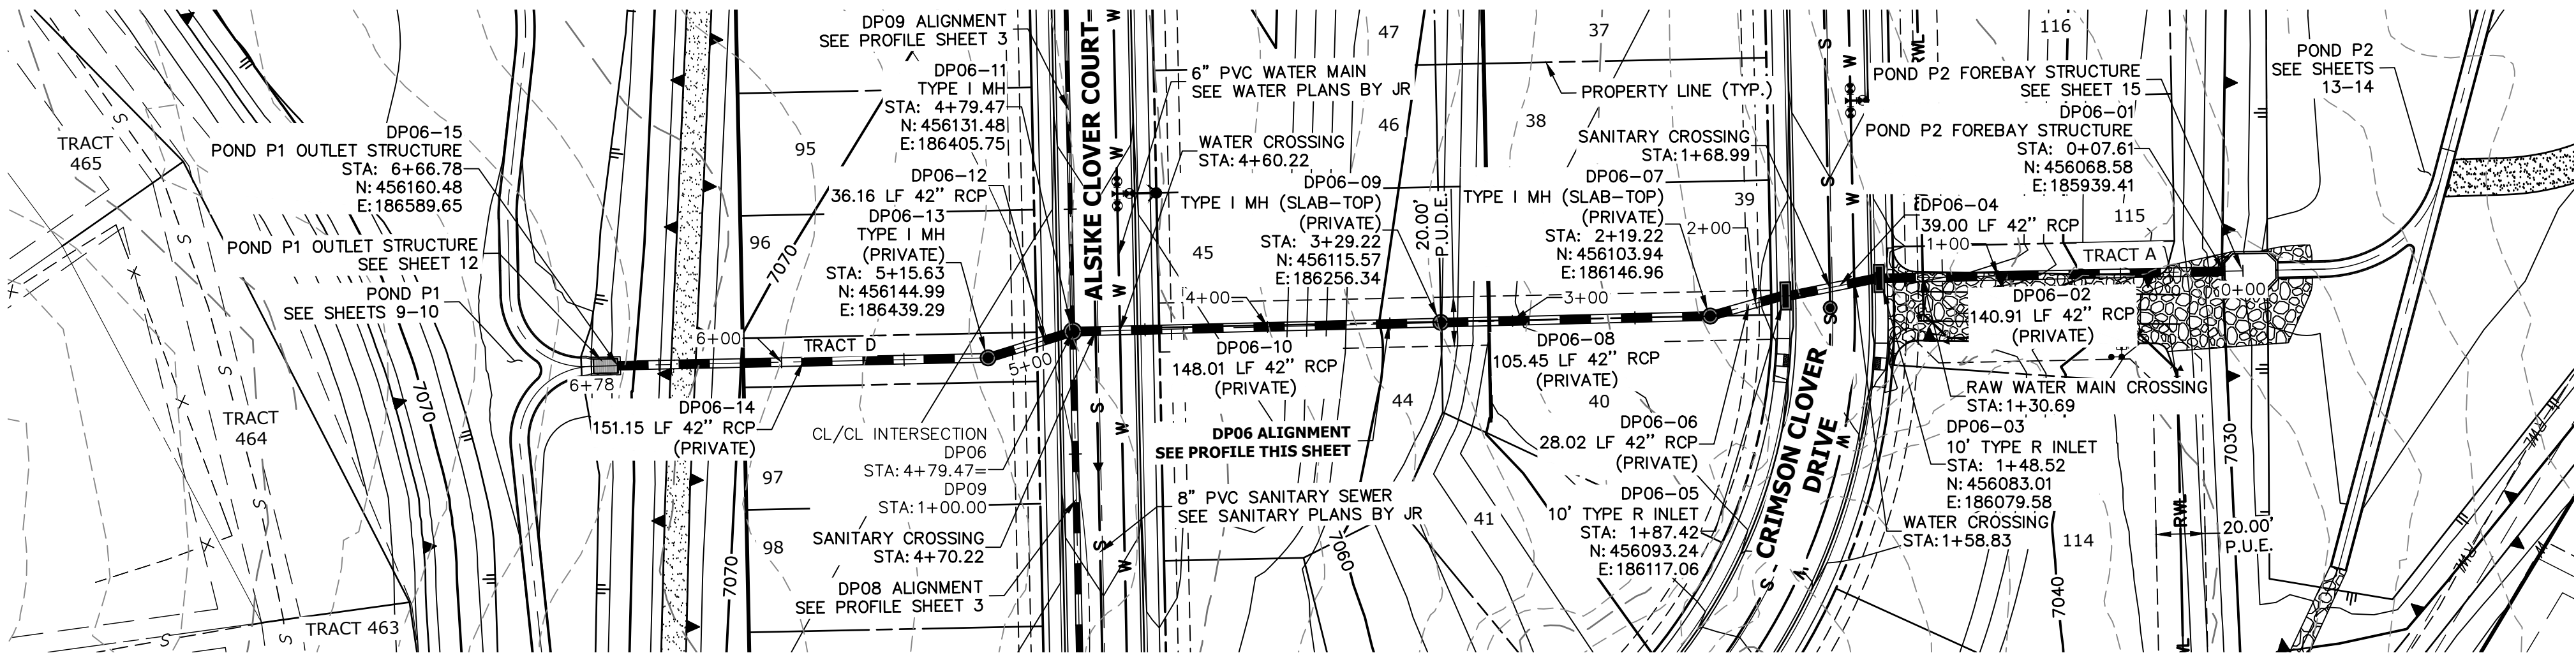 TRACT
465
DP06-15
POND P1 OUTLET STRUCTURE
STA: 6+66.78
N:456160.48
E:186589.65
POND P1 OUTLET STRUCTURE
SEE SHEET 12
POND P1
SEE SHEETS 9-10
7070
TRACT
464
TRACT 463
6+78
DP06-14
151.15 LF 42" RCP
(PRIVATE)
6+00
TRACT D
95
96
7070
97
98
7070
DP09 ALIGNMENT
SEE PROFILE SHEET 3
DP06-11
TYPE I MH
STA: 4+79.47
N:456131.48
E:186405.75
DP06-12
36.16 LF 42" RCP
DP06-13
TYPE I MH
(PRIVATE)
STA: 5+15.63
N:456144.99
E:186439.29
5+00
CL/CL INTERSECTION
DP06
STA:4+79.47=
DP09
STA:1+00.00
SANITARY CROSSING
STA:4+70.22
DP08 ALIGNMENT
SEE PROFILE SHEET 3
ALSIKE CLOVER COURT
6" PVC WATER MAIN
SEE WATER PLANS BY JR
WATER CROSSING
STA:4+60.22
47
46
45
44
41
DP06-09
TYPE I MH (SLAB-TOP)
(PRIVATE)
STA: 3+29.22
N:456115.57
E:186256.34
4+00
DP06-10
148.01 LF 42" RCP
(PRIVATE)
DP06 ALIGNMENT
SEE PROFILE THIS SHEET
8" PVC SANITARY SEWER
SEE SANITARY PLANS BY JR
7060
20.00'
P.U.D.E.
37
PROPERTY LINE (TYP.)
38
SANITARY CROSSING
STA:1+68.99
DP06-07
TYPE I MH (SLAB-TOP)
(PRIVATE)
STA: 2+19.22
N:456103.94
E:186146.96
39
2+00
3+00
DP06-08
105.45 LF 42" RCP
(PRIVATE)
40
DP06-06
28.02 LF 42" RCP
(PRIVATE)
DP06-05
10' TYPE R INLET
STA: 1+87.42
N:456093.24
E:186117.06
CRIMSON CLOVER
DRIVE
116
POND P2 FOREBAY STRUCTURE
SEE SHEET 15
DP06-01
POND P2 FOREBAY STRUCTURE
STA: 0+07.61
N:456068.58
E:185939.41
DP06-04
39.00 LF 42" RCP
115
1+00
TRACT A
0+00
DP06-02
140.91 LF 42" RCP
(PRIVATE)
RAW WATER MAIN CROSSING
STA:1+30.69
DP06-03
10' TYPE R INLET
STA: 1+48.52
N:456083.01
E:186079.58
WATER CROSSING
STA:1+58.83
114
7040
RWL
20.00'
P.U.E.
7030
POND P2
SEE SHEETS
13-14
RWL
RWL
RWL